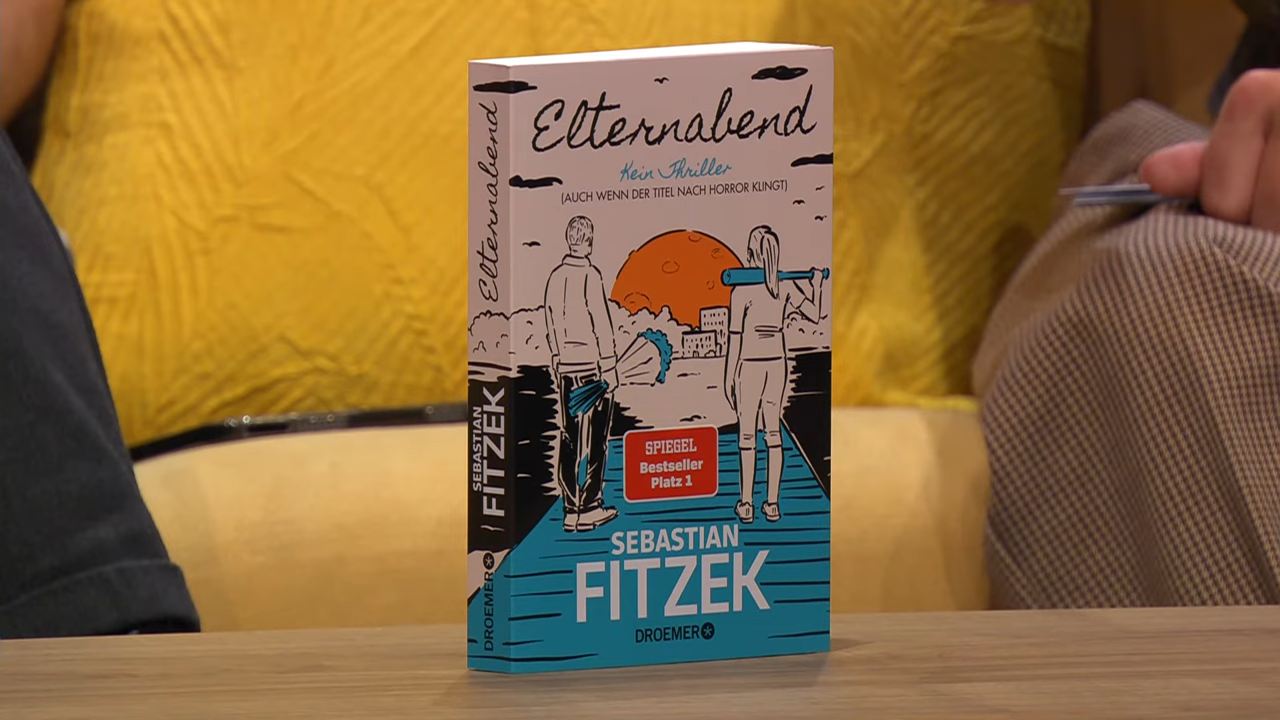 Elternabend
Kein Thriller
(AUCH WENN DER TITEL NACH HORROR KLINGT)
SPIEGEL
Bestseller
Platz 1
SEBASTIAN
FITZEK
DROEMER
Elternabend
SEBASTIAN
FITZEK
DROEMER